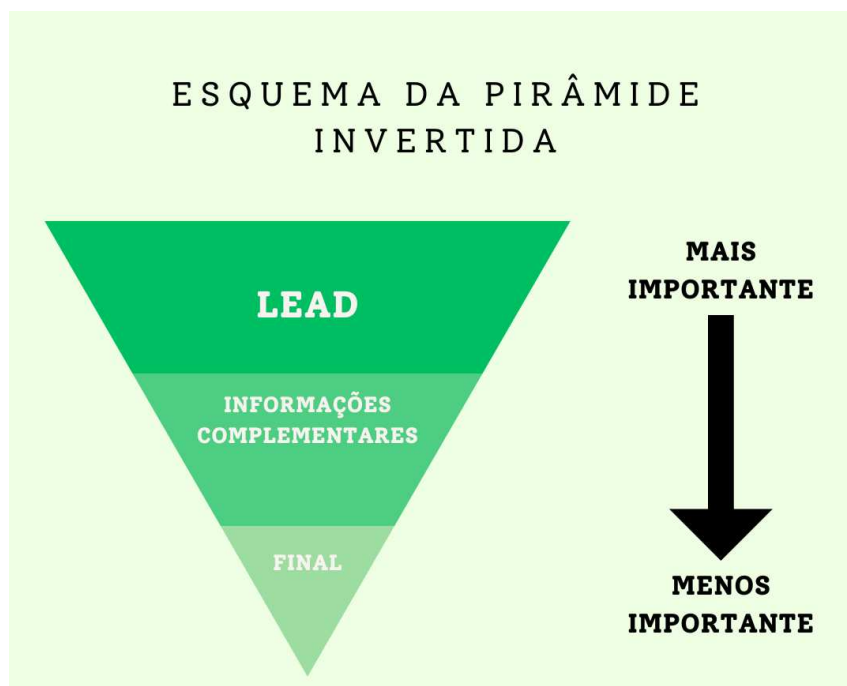 ESQUEMA DA PIRÂMIDE
INVERTIDA
LEAD
INFORMAÇÕES
COMPLEMENTARES
FINAL
MAIS
IMPORTANTE
MENOS
IMPORTANTE